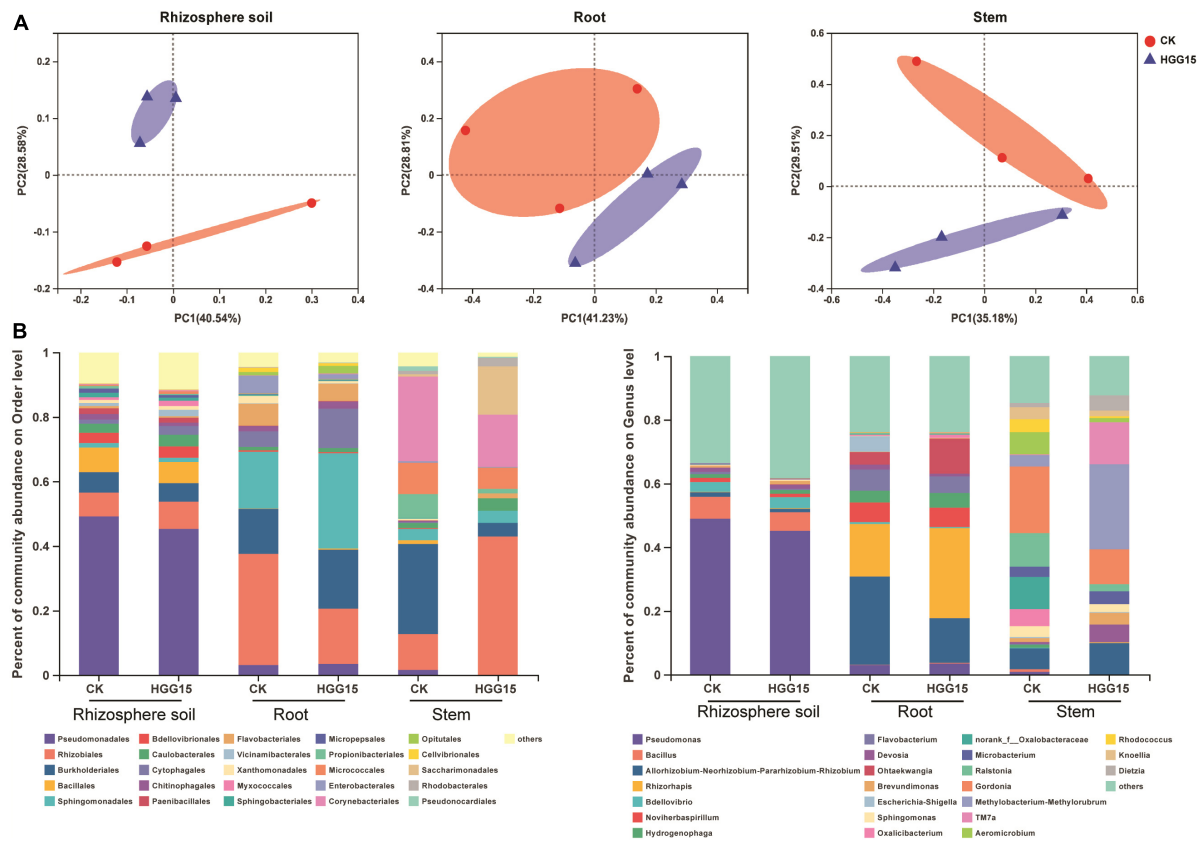 A
Rhizosphere soil
Root
Stem
CK
HGG15
0.2
0.1
0
-0.1
-0.2
PC2(28.58%)
-0.1
0
0.1
0.2
0.3
0.4
PC1(40.54%)
0.4
0.2
0
-0.2
-0.4
PC2(28.81%)
-0.4
-0.2
0
0.2
0.4
PC1(41.23%)
0.6
0.4
0.2
0
-0.2
-0.4
PC2(29.51%)
-0.6
-0.4
-0.2
0
0.2
0.4
0.6
PC1(35.18%)
B
Percent of community abundance on Order level
1
0.8
0.6
0.4
0.2
0
CK HGG15 CK HGG15 CK HGG15
Rhizosphere soil Root Stem
Pseudomonadales
Rhizobiales
Burkholderiales
Bacillales
Sphingomonadales
Bdellovibrionales
Caulobacterales
Cytophagales
Chitinophagales
Paenibacillales
Flavobacteriales
Vicinamibacterales
Xanthomonadales
Myxococcales
Sphingobacteriales
Micropepsales
Propionibacteriales
Micrococcales
Enterobacterales
Corynebacteriales
Opitutales
Cellvibrionales
Saccharimonadales
Rhodobacterales
Pseudonocardiales
others
Percent of community abundance on Genus level
1
0.8
0.6
0.4
0.2
0
CK HGG15 CK HGG15 CK HGG15
Rhizosphere soil Root Stem
Pseudomonas
Bacillus
Allorhizobium-Neorhizobium-Pararhizobium-Rhizobium
Rhizorhapis
Bdellovibrio
Noviherbaspirillum
Hydrogenophaga
Flavobacterium
Devosia
Ohtaekwangia
Brevundimonas
Escherichia-Shigella
Sphingomonas
Oxalicibacterium
norank_f__Oxalobacteraceae
Microbacterium
Ralstonia
Gordonia
Methylobacterium-Methylorubrum
TM7a
Aeromicrobium
Rhodococcus
Knoellia
Dietzia
others